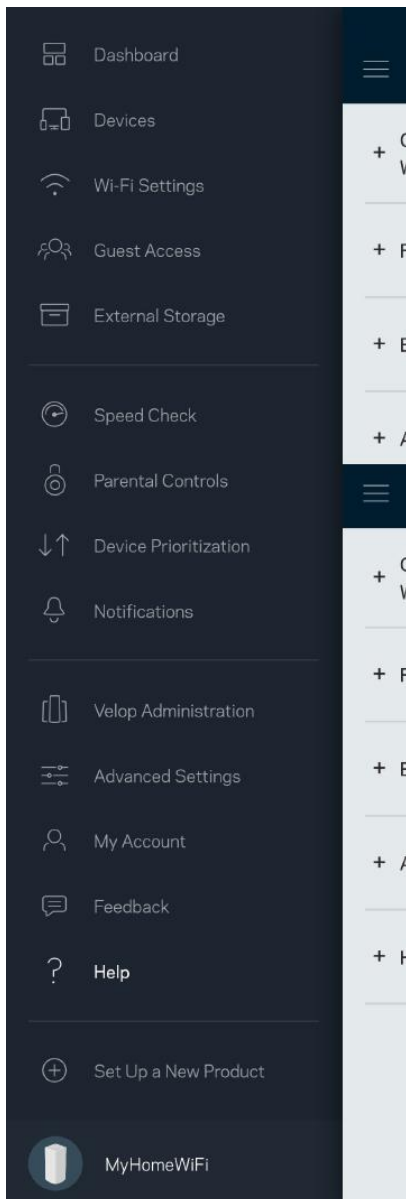 Dashboard
Devices
Wi-Fi Settings
Guest Access
External Storage
Speed Check
Parental Controls
Device Prioritization
Notifications
Velop Administration
Advanced Settings
My Account
Feedback
Help
Set Up a New Product
MyHomeWiFi